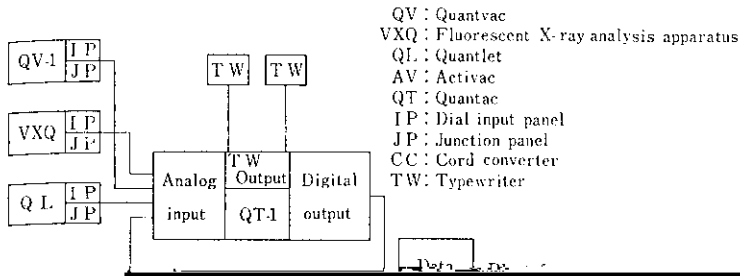 QV : Quantvac
VXQ : Fluorescent X-ray analysis apparatus
QL : Quantlet
AV : Activac
QT : Quantac
IP : Dial input panel
JP : Junction panel
CC : Cord converter
TW : Typewriter
QV-1
IP
JP
TW
TW
VXQ
IP
JP
QL
IP
JP
Analog
input
TW
Output
QT-1
Digital
output
Data